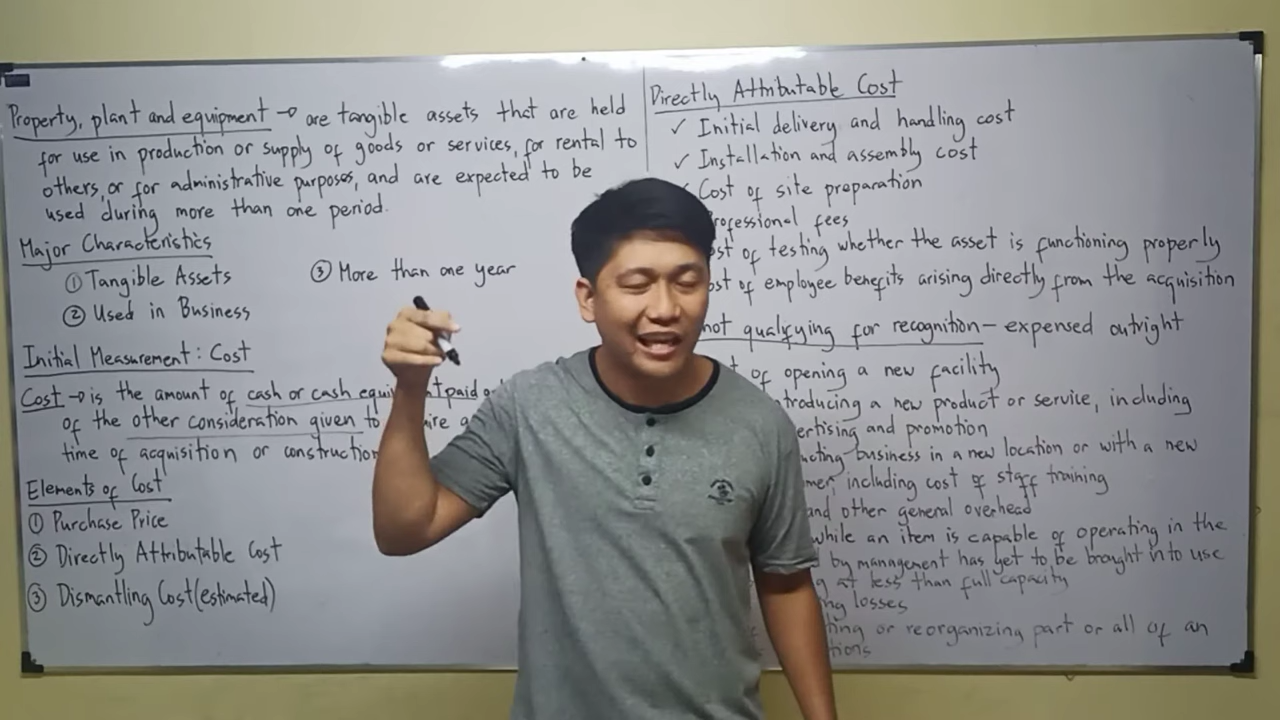 Property, plant and equipment → are tangible assets that are held
for use in production or supply of goods or services, for rental to
others, or for administrative purposes, and are expected to be
used during more than one period.
Major Characteristics
① Tangible Assets
② Used in Business
③ More than one year
Initial Measurement: Cost
Cost → is the amount of cash or cash paid
of the other consideration given to
time of acquisition or construction
Elements of Cost
① Purchase Price
② Directly Attributable Cost
③ Dismantling Cost (estimated)
Directly Attributable Cost
✓ Initial delivery and handling cost
✓ Installation and assembly cost
Cost of site preparation
fees
of testing whether the asset is functioning properly
of employee benefits arising directly from the acquisition
not qualifying for recognition - expensed outright
of opening a new facility
a new product or service, including
and promotion
business in a new location or with a new
including cost of staff training
and other general overhead
while an item is capable of operating in the
by management has yet to be brought into use
at less than full capacity
losses
or reorganizing part or all of an